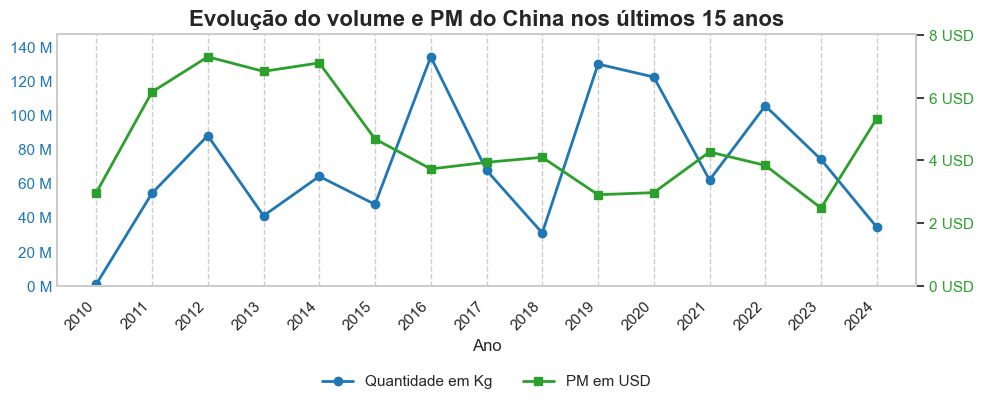 Evolução do volume e PM do China nos últimos 15 anos
140 M
120 M
100 M
80 M
60 M
40 M
20 M
0 M
8 USD
6 USD
4 USD
2 USD
0 USD
2010
2011
2012
2013
2014
2015
2016
2017
2018
2019
2020
2021
2022
2023
2024
Ano
Quantidade em Kg
PM em USD